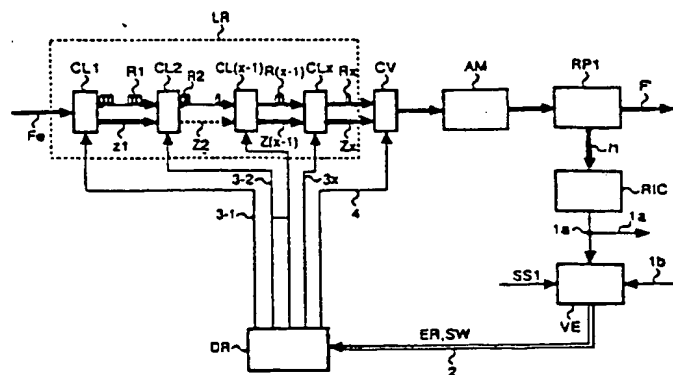 LR
CL1 R1 CL2 R2 CL(x-1) R(x-1) CLx Rx CV AM RP1 F
Fe Z1 Z2 Z(x-1) Zx
M
RIC
3-2 3x 4
3-1
1a 1a
SS1 1b
VE
ER,SW
DR 2